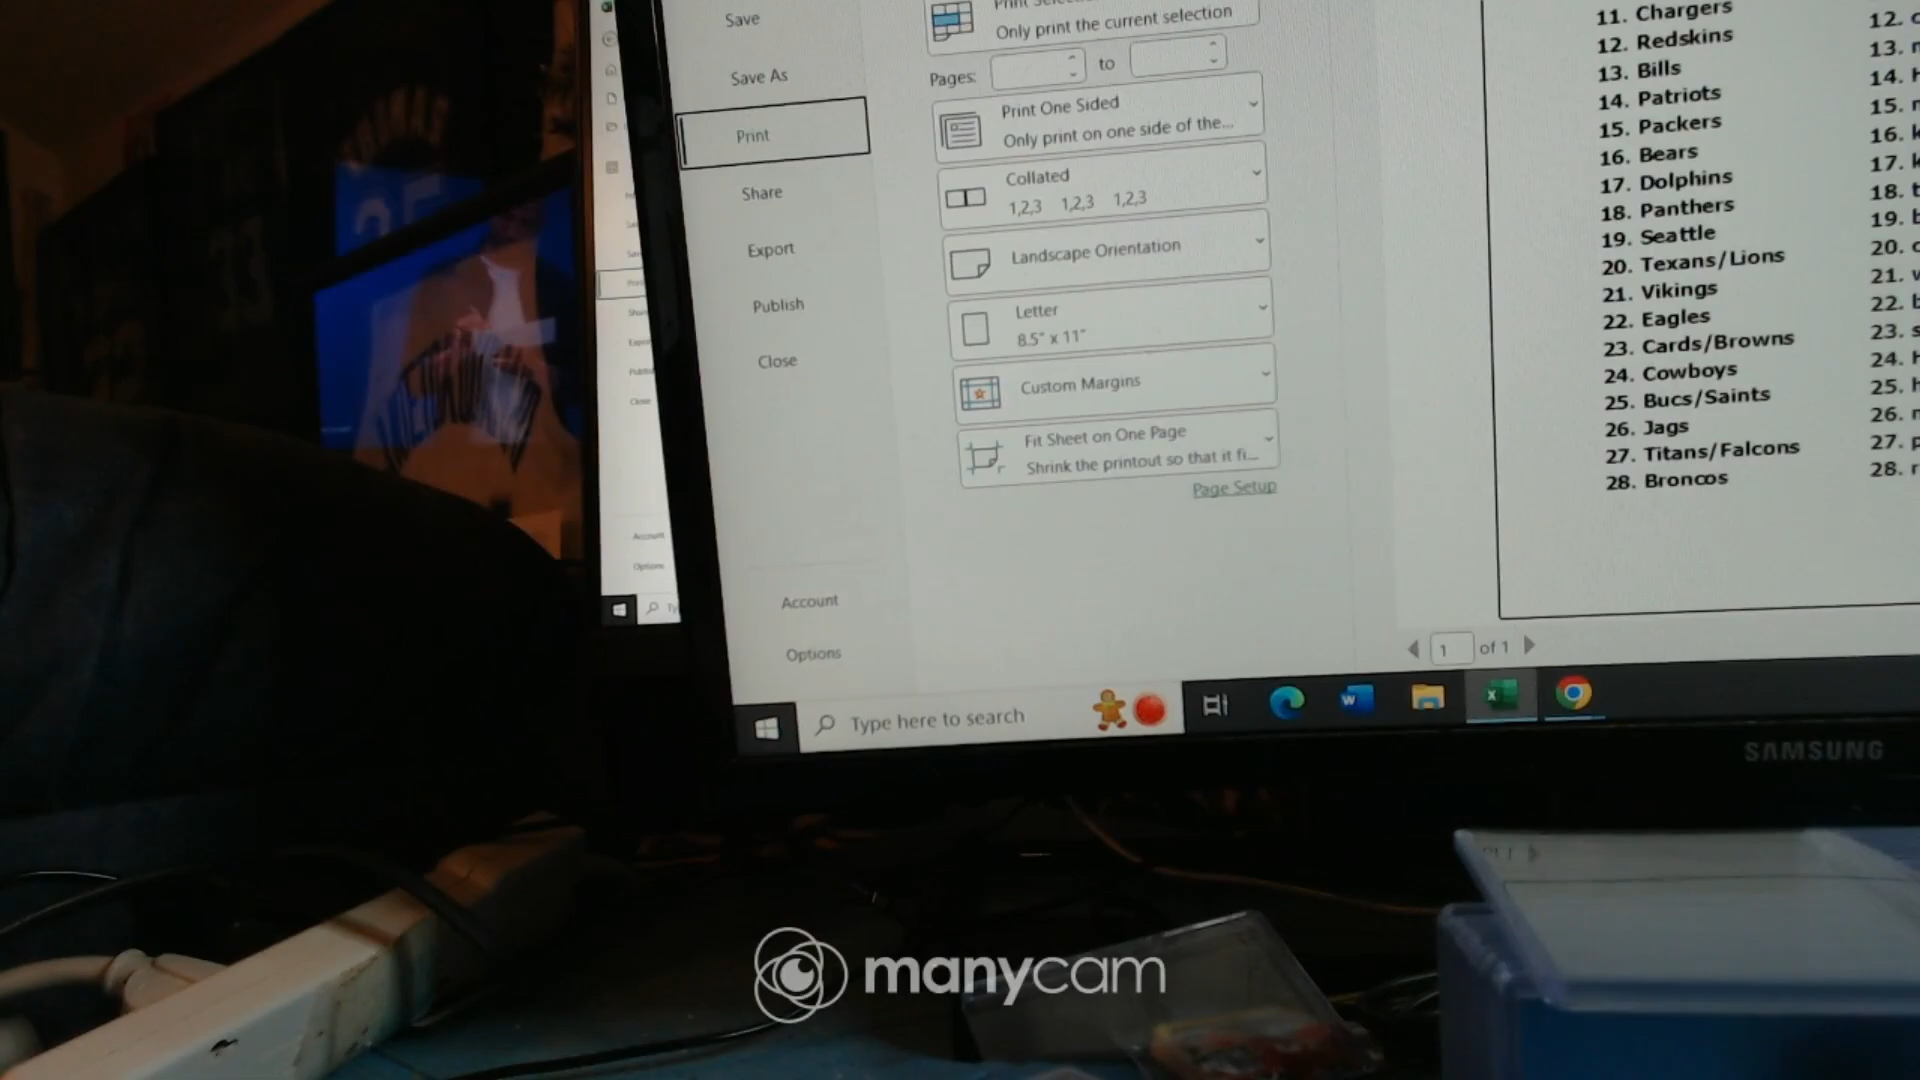 Save
Save As
Print
Share
Export
Publish
Close
Account
Options
Only print the current selection
Pages:
to
Print One Sided
Only print on one side of the...
Collated
1,2,3 1,2,3 1,2,3
Landscape Orientation
Letter
8.5" x 11"
Custom Margins
Fit Sheet on One Page
Shrink the printout so that it fi...
Page Setup
11. Chargers
12. Redskins
13. Bills
14. Patriots
15. Packers
16. Bears
17. Dolphins
18. Panthers
19. Seattle
20. Texans/Lions
21. Vikings
22. Eagles
23. Cards/Browns
24. Cowboys
25. Bucs/Saints
26. Jags
27. Titans/Falcons
28. Broncos
12.
13.
14.
15.
16.
17.
18.
19.
20.
21.
22.
23.
24.
25.
26.
27.
28.
1 of 1
Type here to search
SAMSUNG
Close
Account
Options
manycam